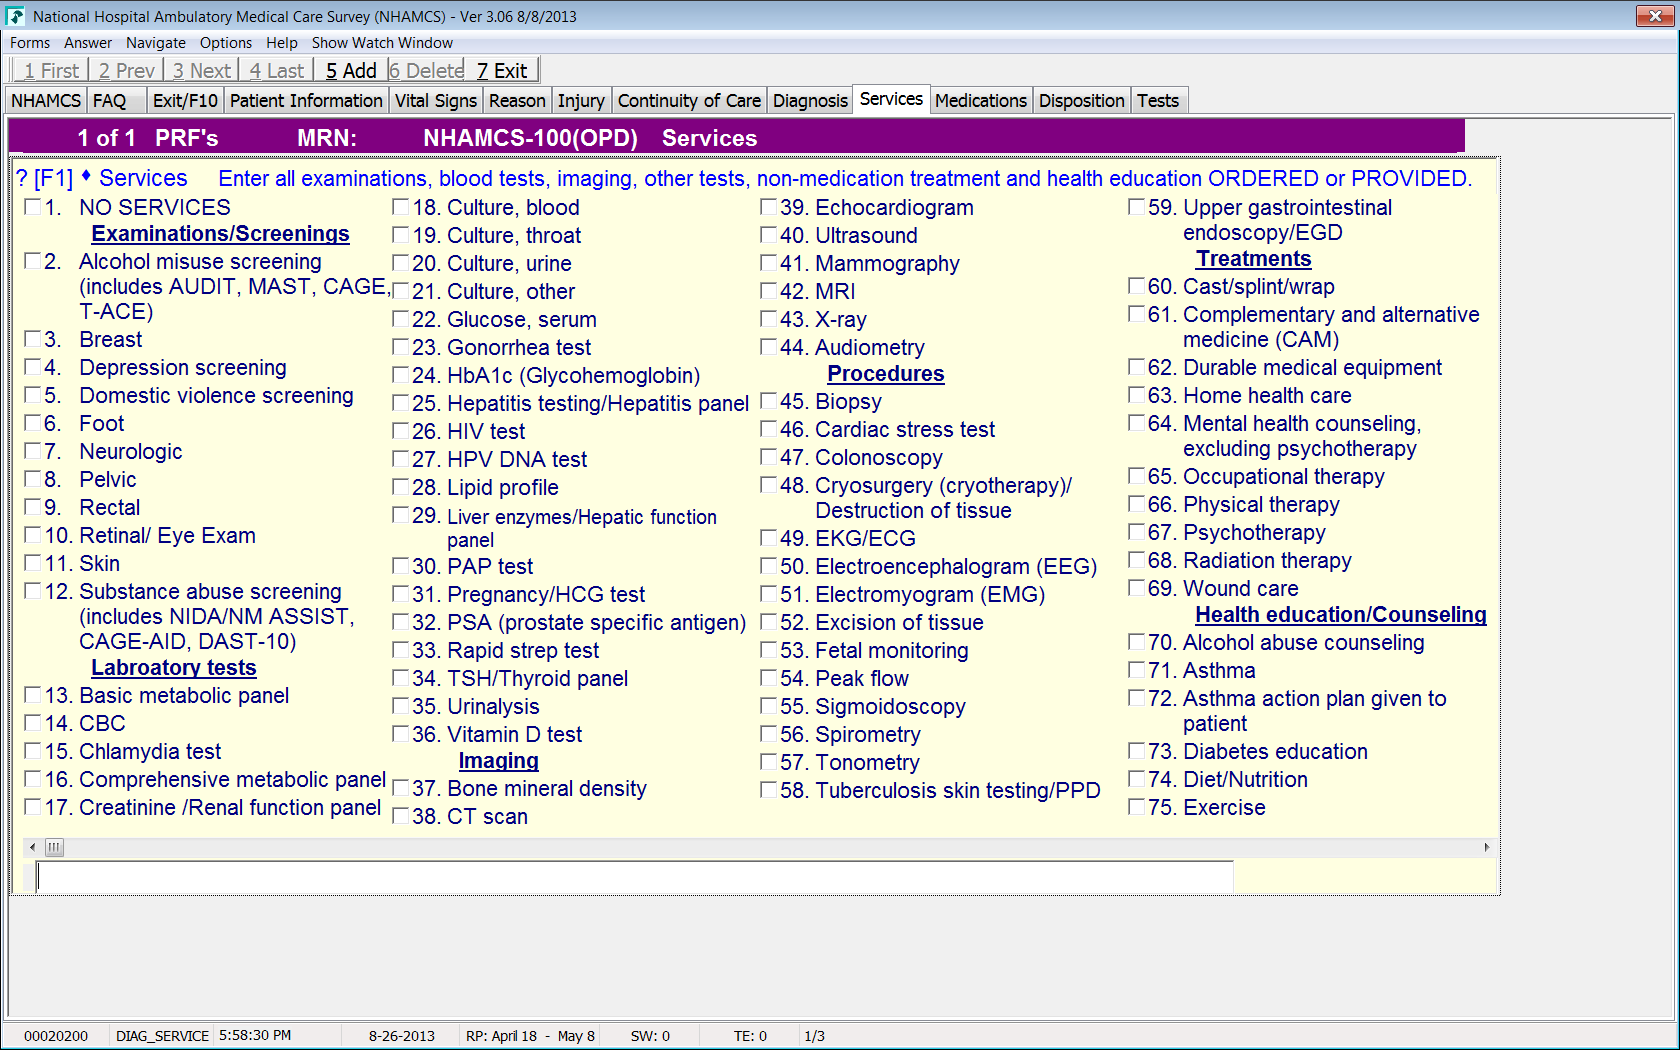 National Hospital Ambulatory Medical Care Survey (NHAMCS) - Ver 3.06 8/8/2013
Forms Answer Navigate Options Help Show Watch Window
1 First 2 Prev 3 Next 4 Last 5 Add 6 Delete 7 Exit
NHAMCS FAQ Exit/F10 Patient Information Vital Signs Reason Injury Continuity of Care Diagnosis Services Medications Disposition Tests
1 of 1 PRF's MRN: NHAMCS-100(OPD) Services
? [F1] ♦ Services Enter all examinations, blood tests, imaging, other tests, non-medication treatment and health education ORDERED or PROVIDED.
1. NO SERVICES
Examinations/Screenings
2. Alcohol misuse screening
(includes AUDIT, MAST, CAGE,
T-ACE)
3. Breast
4. Depression screening
5. Domestic violence screening
6. Foot
7. Neurologic
8. Pelvic
9. Rectal
10. Retinal/ Eye Exam
11. Skin
12. Substance abuse screening
(includes NIDA/NM ASSIST,
CAGE-AID, DAST-10)
Labroatory tests
13. Basic metabolic panel
14. CBC
15. Chlamydia test
16. Comprehensive metabolic panel
17. Creatinine /Renal function panel
18. Culture, blood
19. Culture, throat
20. Culture, urine
21. Culture, other
22. Glucose, serum
23. Gonorrhea test
24. HbA1c (Glycohemoglobin)
25. Hepatitis testing/Hepatitis panel
26. HIV test
27. HPV DNA test
28. Lipid profile
29. Liver enzymes/Hepatic function
panel
30. PAP test
31. Pregnancy/HCG test
32. PSA (prostate specific antigen)
33. Rapid strep test
34. TSH/Thyroid panel
35. Urinalysis
36. Vitamin D test
Imaging
37. Bone mineral density
38. CT scan
39. Echocardiogram
40. Ultrasound
41. Mammography
42. MRI
43. X-ray
44. Audiometry
Procedures
45. Biopsy
46. Cardiac stress test
47. Colonoscopy
48. Cryosurgery (cryotherapy)/
Destruction of tissue
49. EKG/ECG
50. Electroencephalogram (EEG)
51. Electromyogram (EMG)
52. Excision of tissue
53. Fetal monitoring
54. Peak flow
55. Sigmoidoscopy
56. Spirometry
57. Tonometry
58. Tuberculosis skin testing/PPD
59. Upper gastrointestinal
endoscopy/EGD
Treatments
60. Cast/splint/wrap
61. Complementary and alternative
medicine (CAM)
62. Durable medical equipment
63. Home health care
64. Mental health counseling,
excluding psychotherapy
65. Occupational therapy
66. Physical therapy
67. Psychotherapy
68. Radiation therapy
69. Wound care
Health education/Counseling
70. Alcohol abuse counseling
71. Asthma
72. Asthma action plan given to
patient
73. Diabetes education
74. Diet/Nutrition
75. Exercise
00020200 DIAG_SERVICE 5:58:30 PM 8-26-2013 RP: April 18 - May 8 SW: 0 TE: 0 1/3